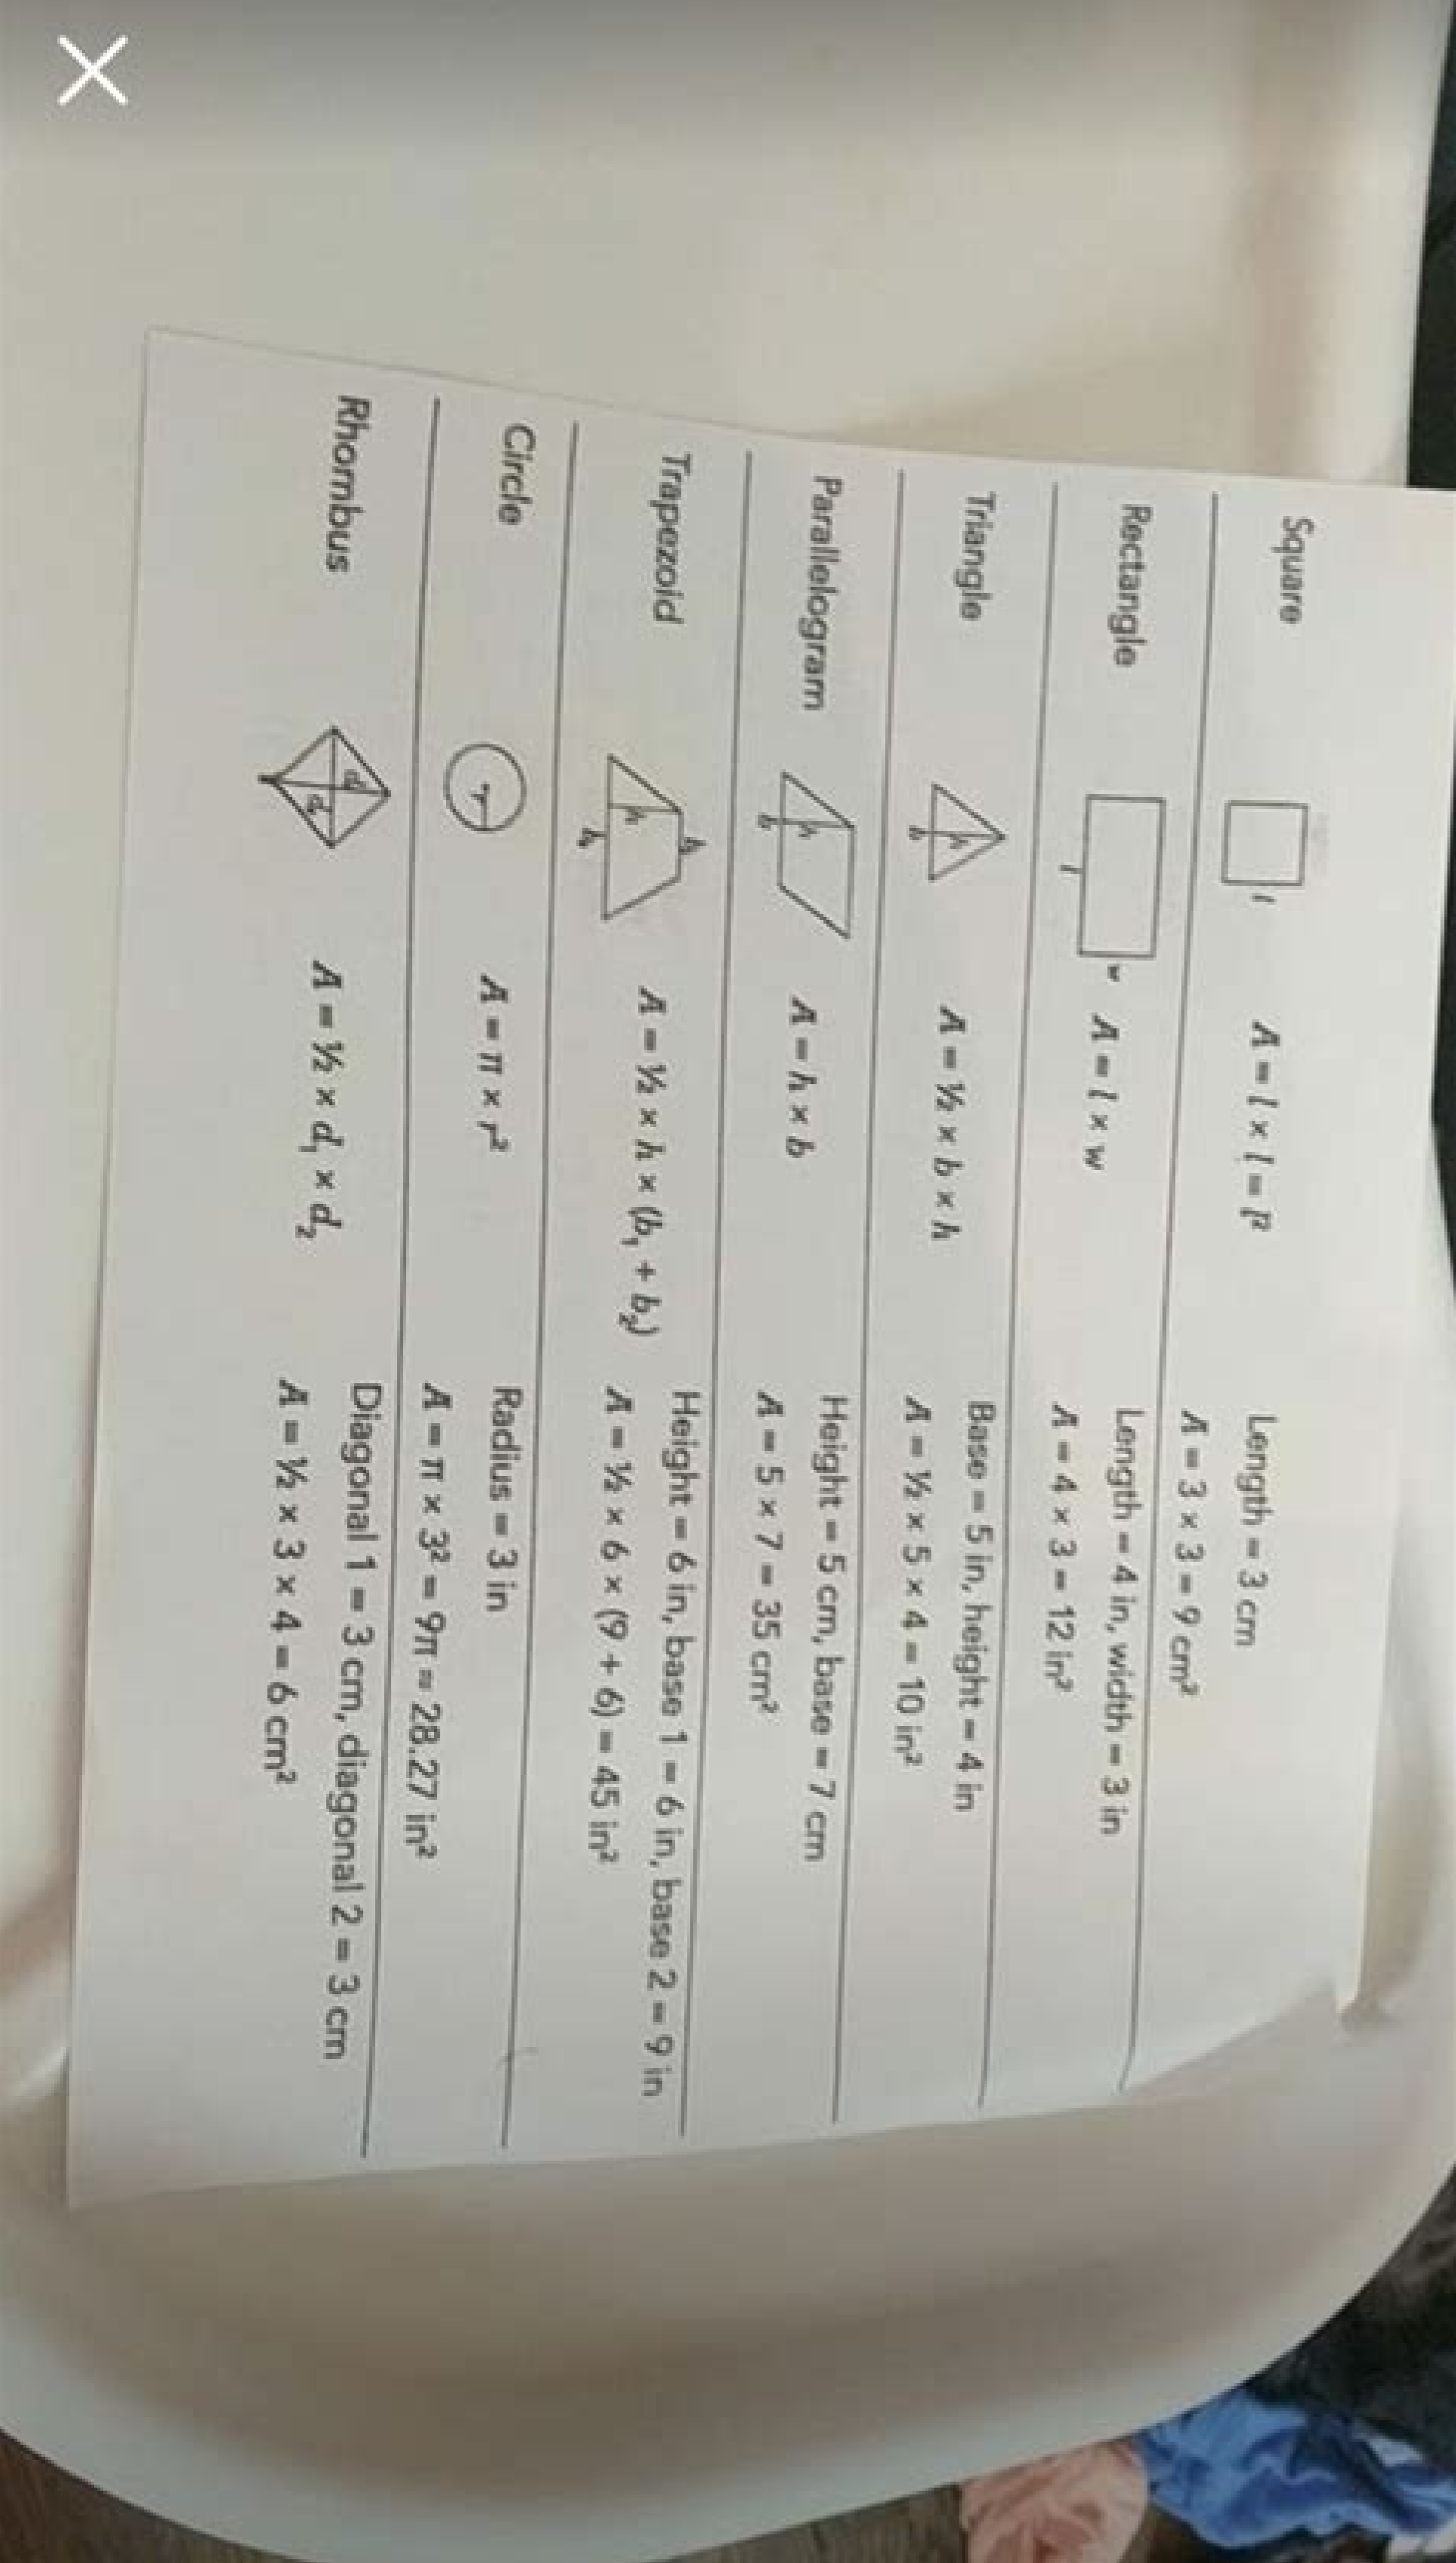 Square
l
A = l × l = l²
Length = 3 cm
A = 3 × 3 = 9 cm²
Rectangle
l
w
A = l × w
Length = 4 in, width = 3 in
A = 4 × 3 = 12 in²
Triangle
h
b
A = ½ × b × h
Base = 5 in, height = 4 in
A = ½ × 5 × 4 = 10 in²
Parallelogram
h
b
A = h × b
Height = 5 cm, base = 7 cm
A = 5 × 7 = 35 cm²
Trapezoid
h
A = ½ × h × (b₁ + b₂)
Height = 6 in, base 1 = 6 in, base 2 = 9 in
A = ½ × 6 × (9 + 6) = 45 in²
Circle
r
A = π × r²
Radius = 3 in
A = π × 3² = 9π = 28.27 in²
Rhombus
A = ½ × d₁ × d₂
Diagonal 1 = 3 cm, diagonal 2 = 3 cm
A = ½ × 3 × 4 = 6 cm²